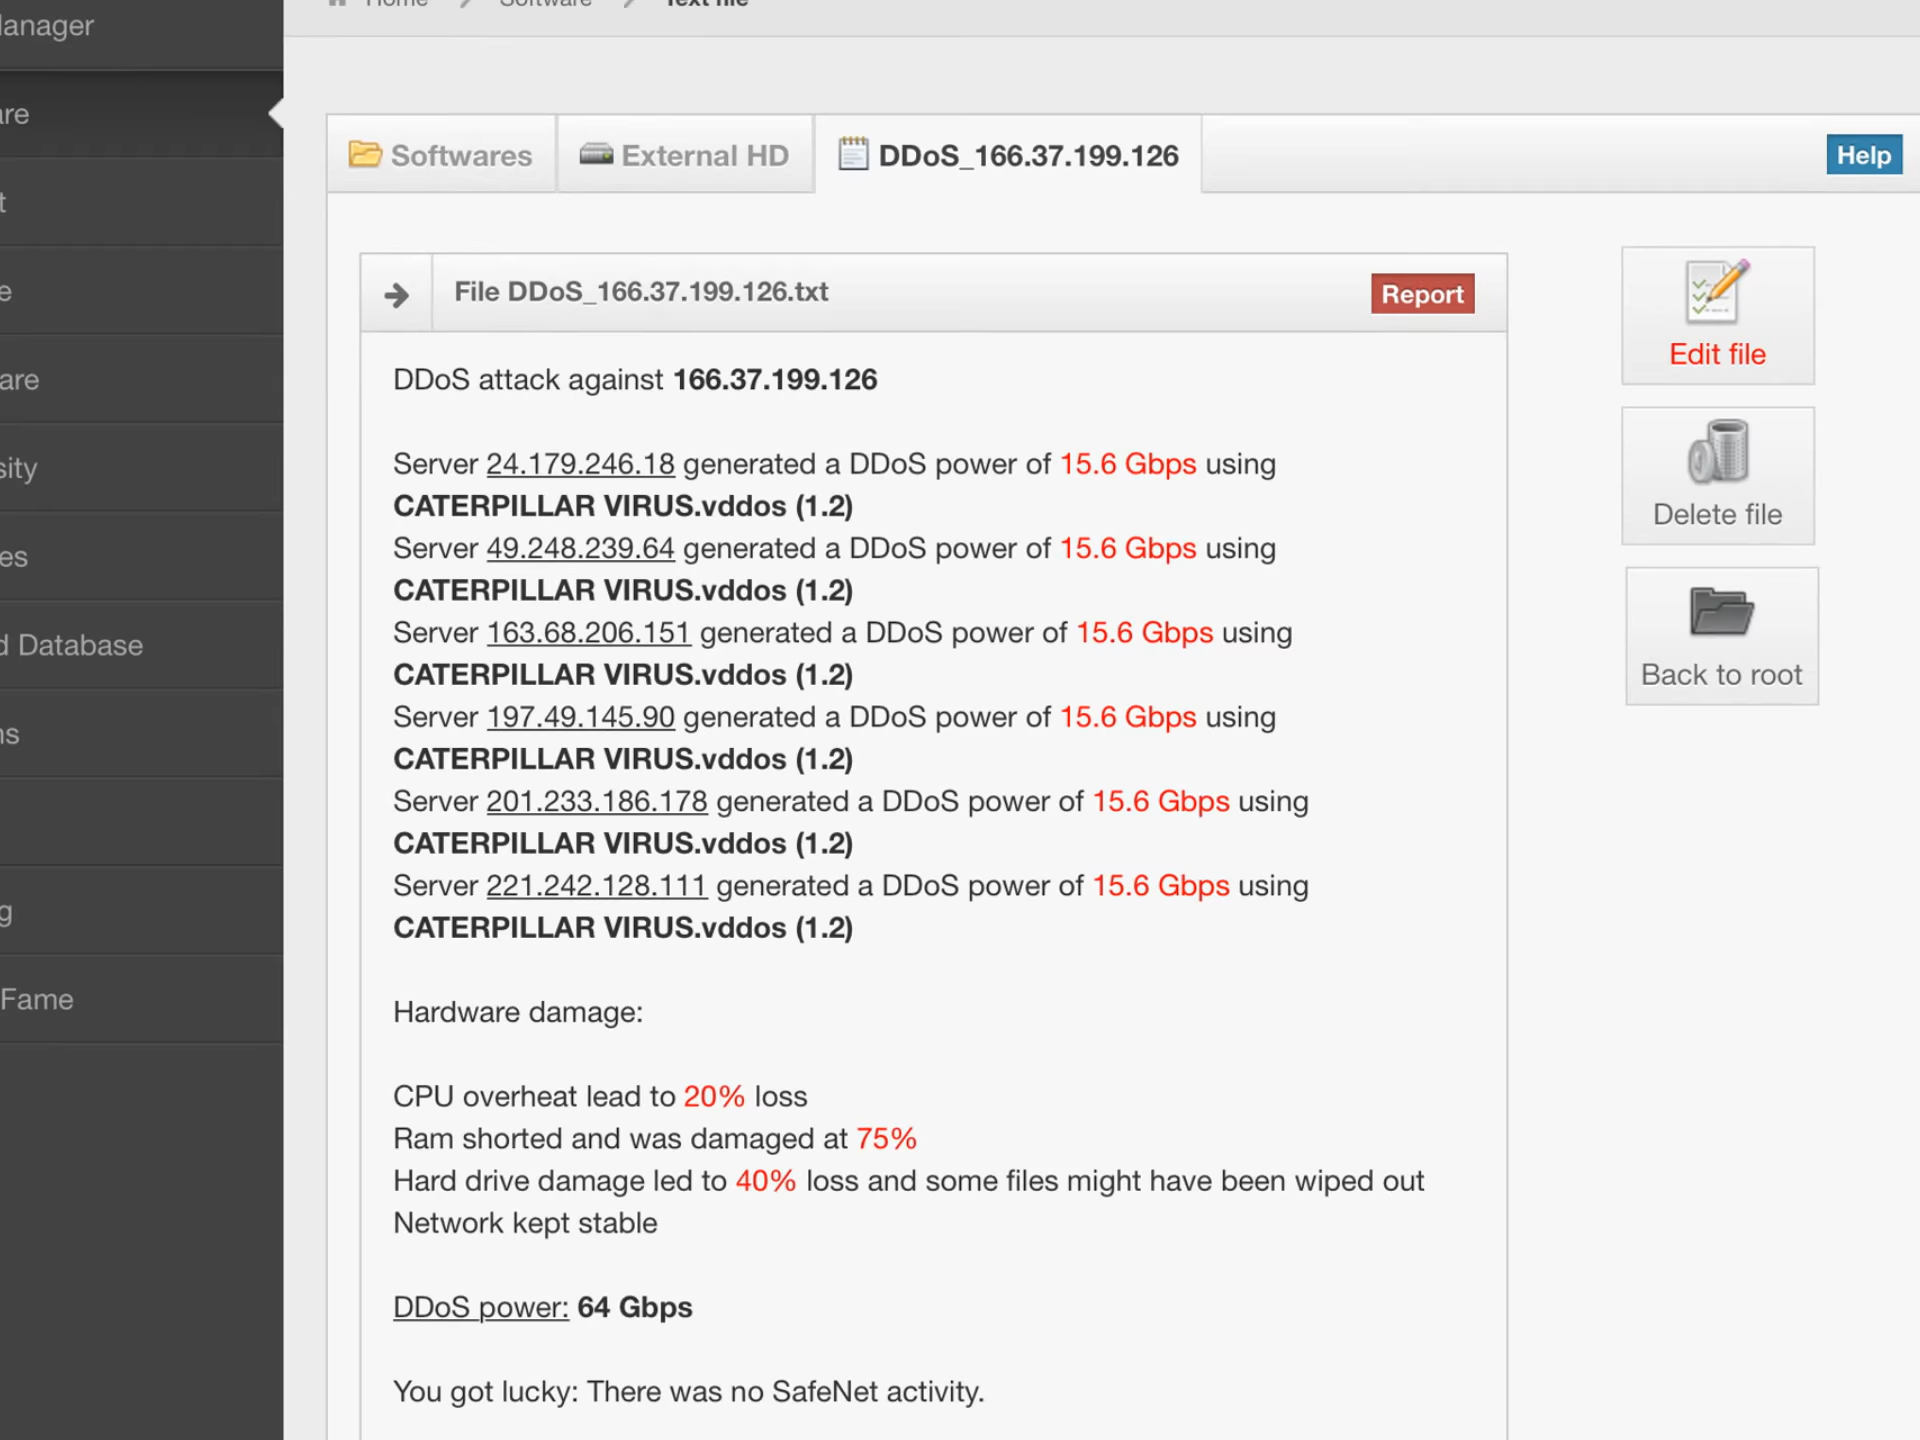 Home Software Text file
anager
are
t
e
are
sity
es
d Database
ns
g
Fame
Softwares
External HD
DDoS_166.37.199.126
Help
File DDoS_166.37.199.126.txt
Report
DDoS attack against 166.37.199.126
Server 24.179.246.18 generated a DDoS power of 15.6 Gbps using
CATERPILLAR VIRUS.vddos (1.2)
Server 49.248.239.64 generated a DDoS power of 15.6 Gbps using
CATERPILLAR VIRUS.vddos (1.2)
Server 163.68.206.151 generated a DDoS power of 15.6 Gbps using
CATERPILLAR VIRUS.vddos (1.2)
Server 197.49.145.90 generated a DDoS power of 15.6 Gbps using
CATERPILLAR VIRUS.vddos (1.2)
Server 201.233.186.178 generated a DDoS power of 15.6 Gbps using
CATERPILLAR VIRUS.vddos (1.2)
Server 221.242.128.111 generated a DDoS power of 15.6 Gbps using
CATERPILLAR VIRUS.vddos (1.2)
Hardware damage:
CPU overheat lead to 20% loss
Ram shorted and was damaged at 75%
Hard drive damage led to 40% loss and some files might have been wiped out
Network kept stable
DDoS power: 64 Gbps
You got lucky: There was no SafeNet activity.
Edit file
Delete file
Back to root